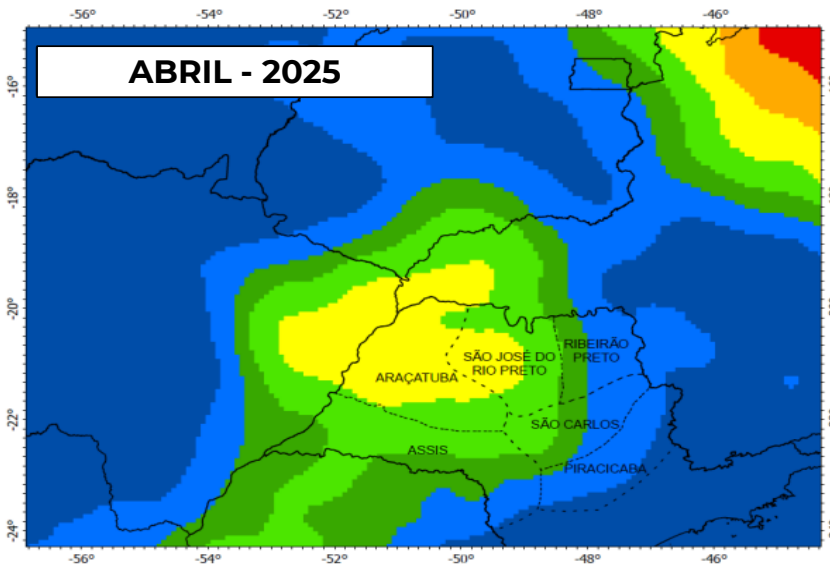 -56° -54° -52° -50° -48° -46°
ABRIL - 2025
-16°
-18°
-20°
RIBEIRÃO
PRETO
SÃO JOSÉ DO
RIO PRETO
ARAÇATUBA
-22°
SÃO CARLOS
ASSIS
PIRACICABA
-24°
-56° -54° -52° -50° -48° -46°